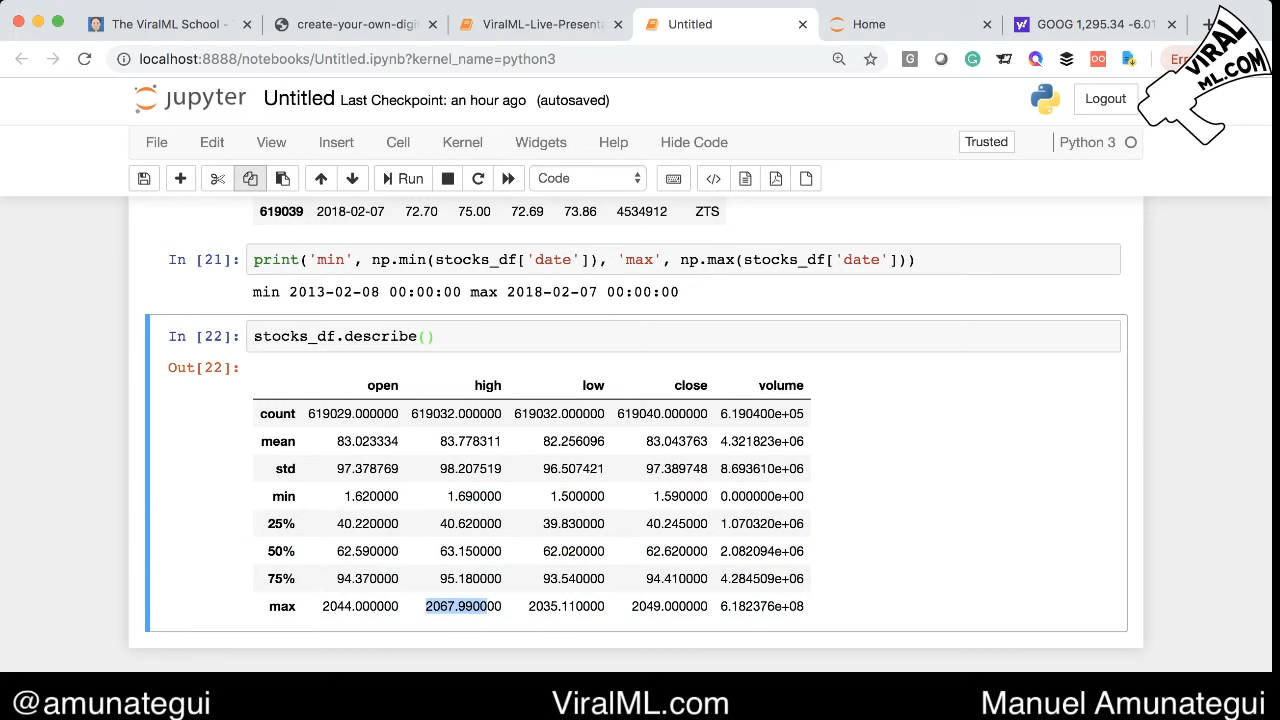 The ViralML School -
create-your-own-digi
ViralML-Live-Presenta
Untitled
Home
GOOG 1,295.34 -6.01
localhost:8888/notebooks/Untitled.ipynb?kernel_name=python3
VIRAL
ML.COM
jupyter Untitled Last Checkpoint: an hour ago (autosaved)
Logout
File Edit View Insert Cell Kernel Widgets Help Hide Code
Trusted
Python 3
Run
Code
619039 2018-02-07 72.70 75.00 72.69 73.86 4534912 ZTS
In [21]: print('min', np.min(stocks_df['date']), 'max', np.max(stocks_df['date']))
min 2013-02-08 00:00:00 max 2018-02-07 00:00:00
In [22]: stocks_df.describe()
Out[22]:
open high low close volume
count 619029.000000 619032.000000 619032.000000 619040.000000 6.190400e+05
mean 83.023334 83.778311 82.256096 83.043763 4.321823e+06
std 97.378769 98.207519 96.507421 97.389748 8.693610e+06
min 1.620000 1.690000 1.500000 1.590000 0.000000e+00
25% 40.220000 40.620000 39.830000 40.245000 1.070320e+06
50% 62.590000 63.150000 62.020000 62.620000 2.082094e+06
75% 94.370000 95.180000 93.540000 94.410000 4.284509e+06
max 2044.000000 2067.990000 2035.110000 2049.000000 6.182376e+08
@amunategui
ViralML.com
Manuel Amunategui